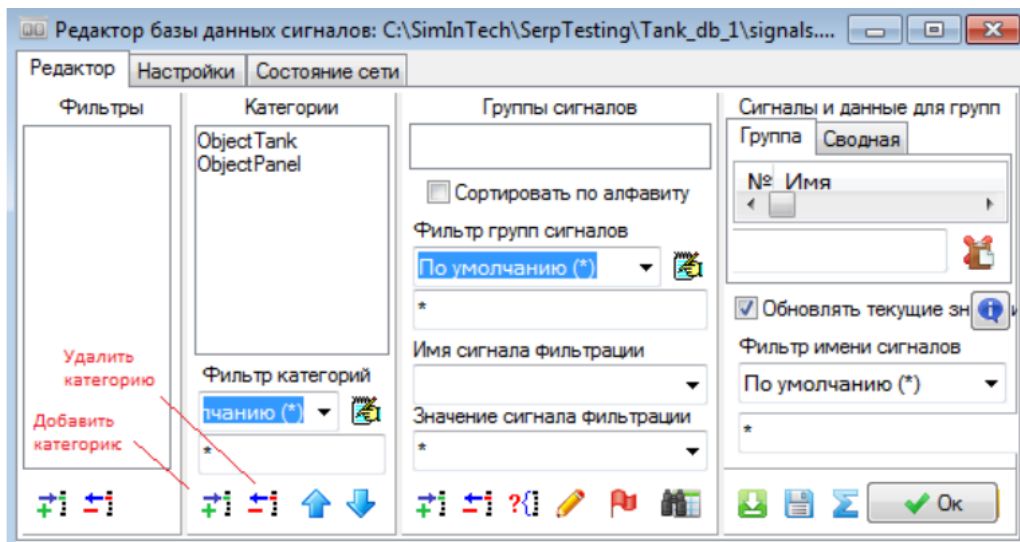 Редактор базы данных сигналов: C:\SimInTech\SerpTesting\Tank_db_1\signals....
Редактор
Настройки
Состояние сети
Фильтры
Категории
ObjectTank
ObjectPanel
Удалить
категорию
Добавить
категорик
Фильтр категорий
лчанию (*)
*
Группы сигналов
Сортировать по алфавиту
Фильтр групп сигналов
По умолчанию (*)
*
Имя сигнала фильтрации
Значение сигнала фильтрации
*
Сигналы и данные для групп
Группа
Сводная
№ Имя
Обновлять текущие зн
Фильтр имени сигналов
По умолчанию (*)
*
Ок